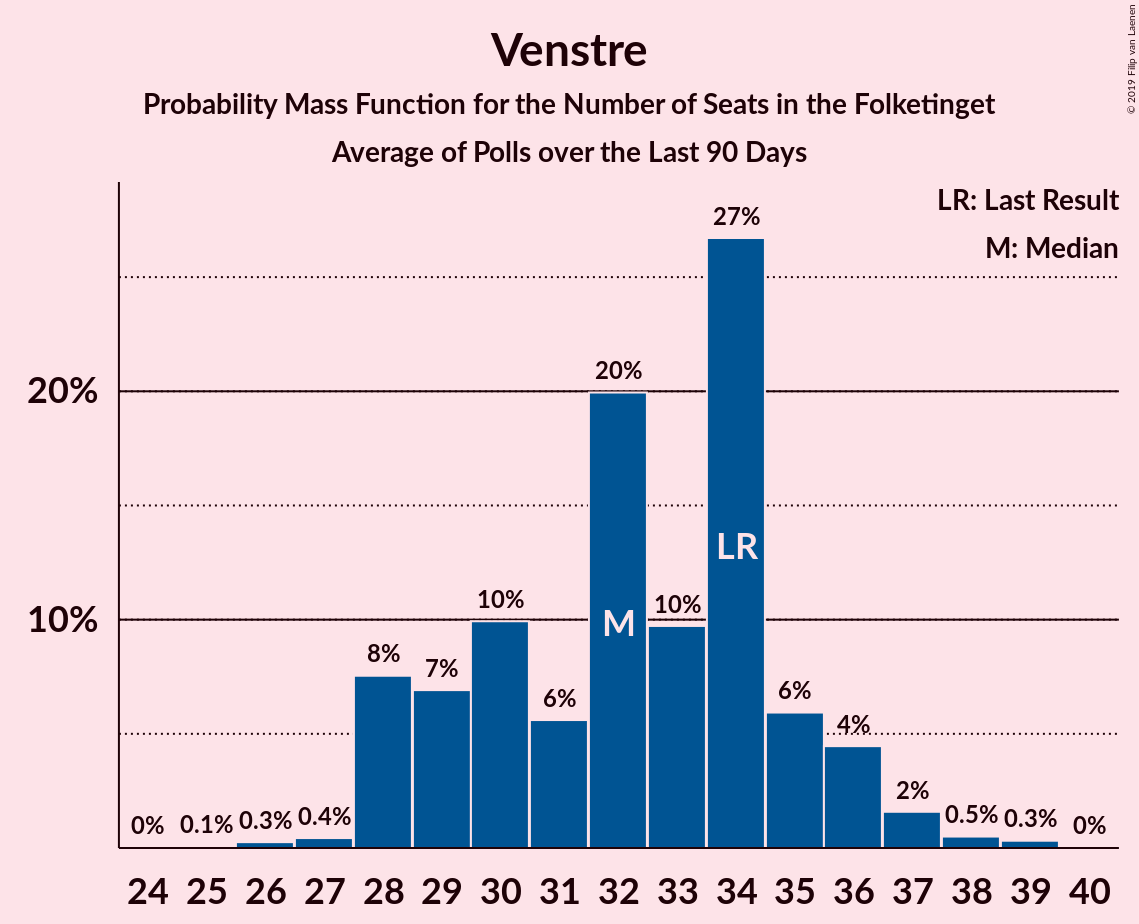 Venstre
Probability Mass Function for the Number of Seats in the Folketinget
Average of Polls over the Last 90 Days
© 2019 Filip van Laenen
LR: Last Result
M: Median
27%
20%
20%
LR
10%
10%
M
10%
8%
7%
6%
6%
4%
2%
0%
0.1%
0.3%
0.4%
0.5%
0.3%
0%
24 25 26 27 28 29 30 31 32 33 34 35 36 37 38 39 40